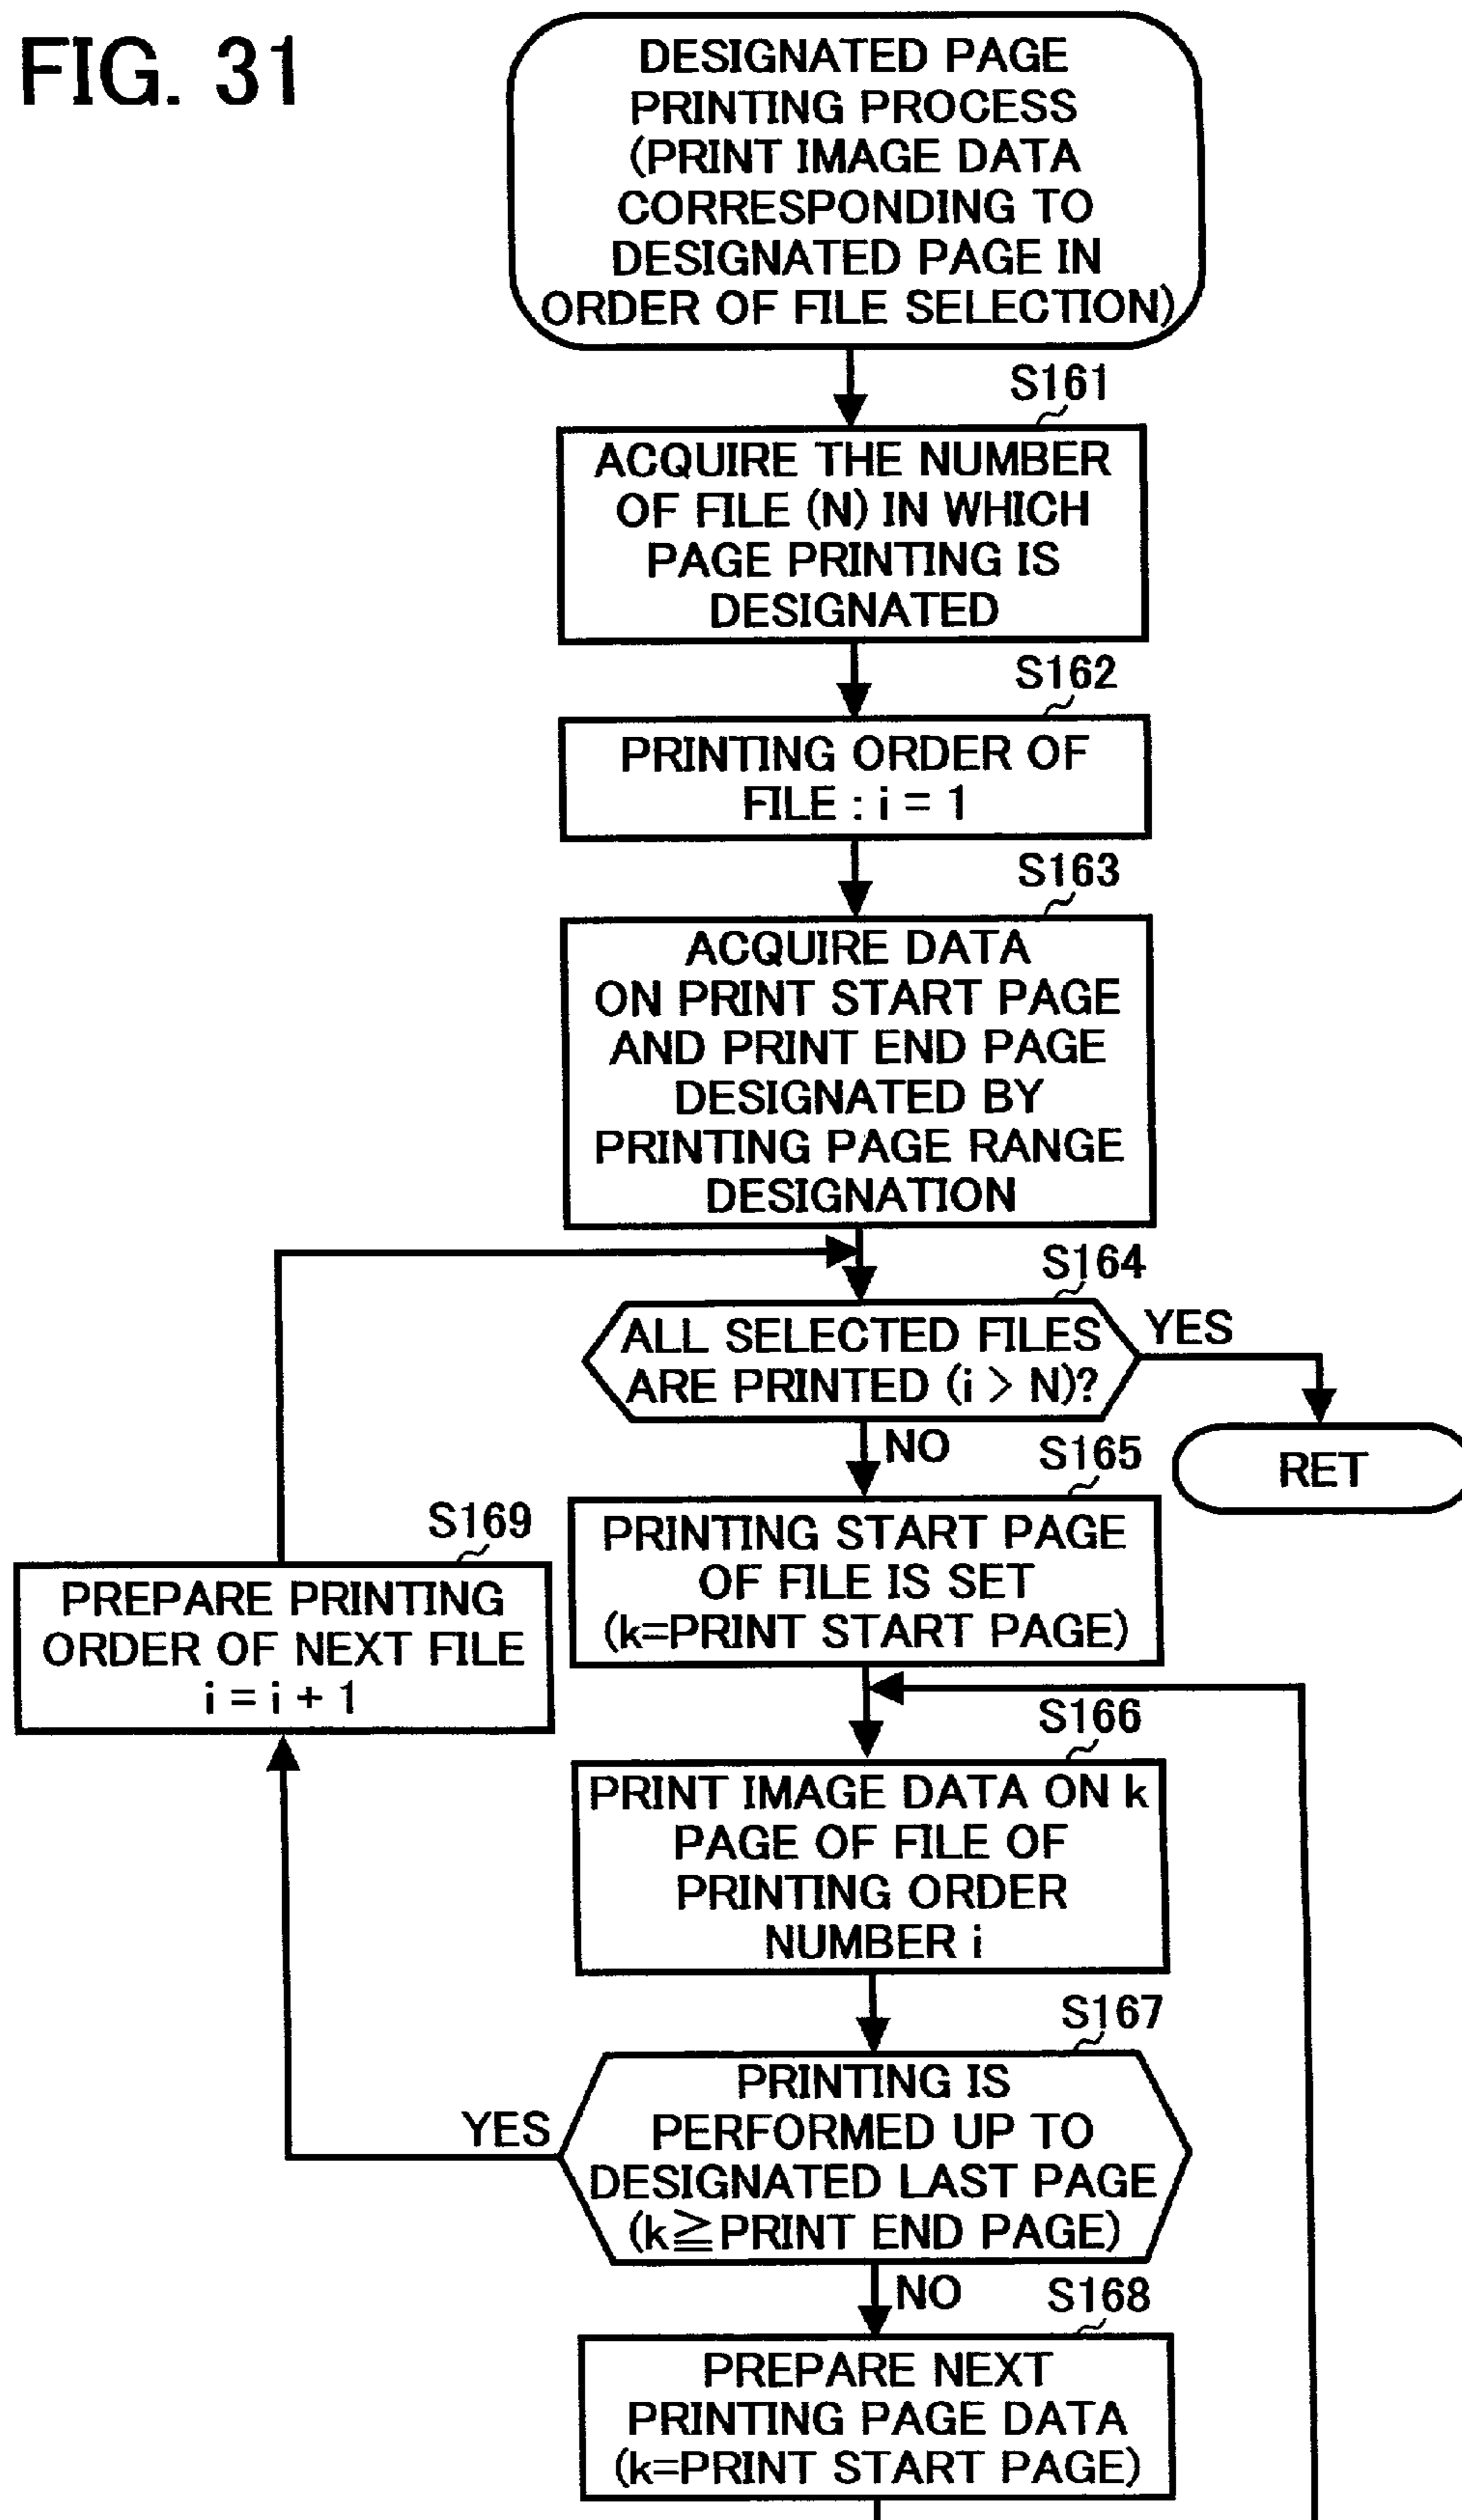 FIG. 31
DESIGNATED PAGE
PRINTING PROCESS
(PRINT IMAGE DATA
CORRESPONDING TO
DESIGNATED PAGE IN
ORDER OF FILE SELECTION)
S161
ACQUIRE THE NUMBER
OF FILE (N) IN WHICH
PAGE PRINTING IS
DESIGNATED
S162
PRINTING ORDER OF
FILE : i = 1
S163
ACQUIRE DATA
ON PRINT START PAGE
AND PRINT END PAGE
DESIGNATED BY
PRINTING PAGE RANGE
DESIGNATION
S164
ALL SELECTED FILES
ARE PRINTED (i > N)?
YES
RET
NO
S165
PRINTING START PAGE
OF FILE IS SET
(k=PRINT START PAGE)
S169
PREPARE PRINTING
ORDER OF NEXT FILE
i = i + 1
S166
PRINT IMAGE DATA ON k
PAGE OF FILE OF
PRINTING ORDER
NUMBER i
S167
PRINTING IS
PERFORMED UP TO
DESIGNATED LAST PAGE
(k≧PRINT END PAGE)
YES
NO
S168
PREPARE NEXT
PRINTING PAGE DATA
(k=PRINT START PAGE)